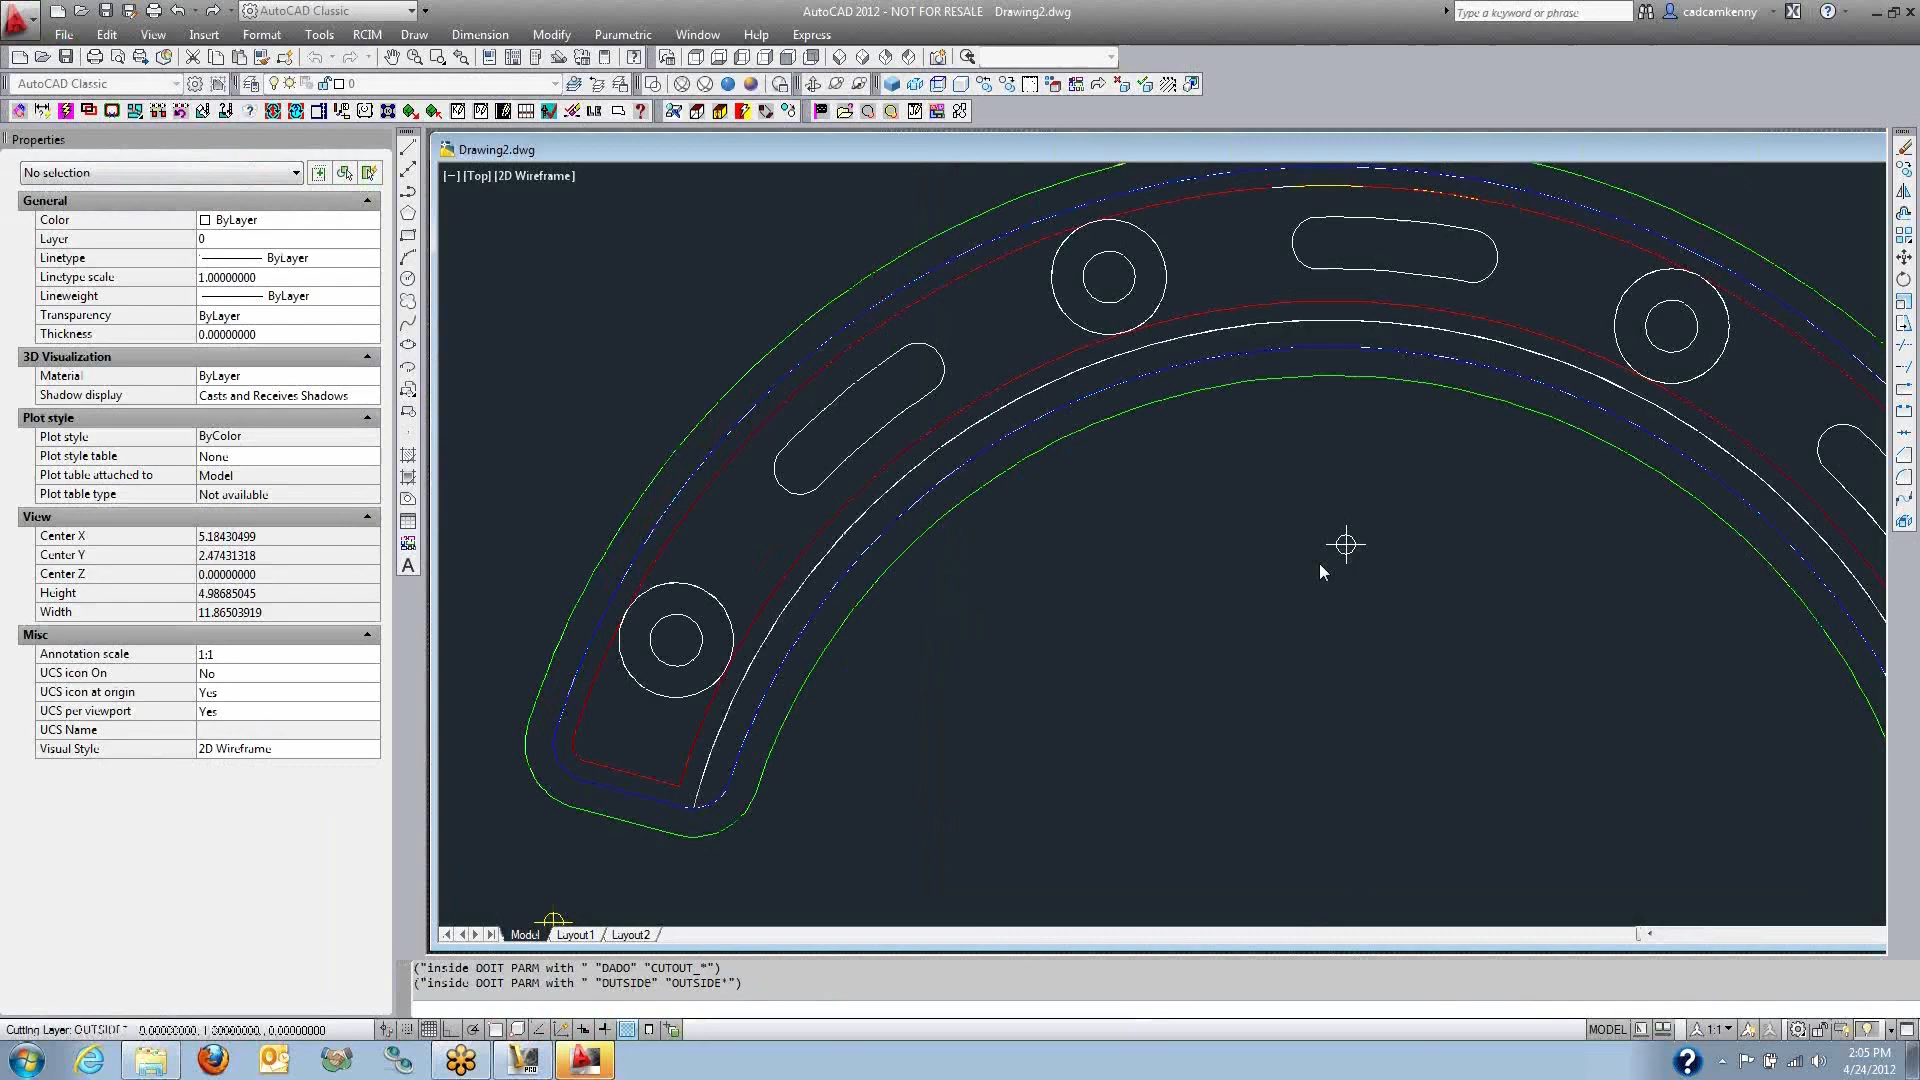 AutoCAD Classic
AutoCAD 2012 - NOT FOR RESALE Drawing2.dwg
Type a keyword or phrase
cadcamkenny
File Edit View Insert Format Tools RCIM Draw Dimension Modify Parametric Window Help Express
AutoCAD Classic
0
Properties
Drawing2.dwg
[−] [Top] [2D Wireframe]
No selection
General
Color ByLayer
Layer 0
Linetype ByLayer
Linetype scale 1.00000000
Lineweight ByLayer
Transparency ByLayer
Thickness 0.00000000
3D Visualization
Material ByLayer
Shadow display Casts and Receives Shadows
Plot style
Plot style ByColor
Plot style table None
Plot table attached to Model
Plot table type Not available
View
Center X 5.18430499
Center Y 2.47431318
Center Z 0.00000000
Height 4.98685045
Width 11.86503919
Misc
Annotation scale 1:1
UCS icon On No
UCS icon at origin Yes
UCS per viewport Yes
UCS Name
Visual Style 2D Wireframe
A
Model Layout1 Layout2
("inside DOIT PARM with " "DADO" "CUTOUT_*")
("inside DOIT PARM with " "OUTSIDE" "OUTSIDE*")
Cutting Layer: OUTSIDE
MODEL
1:1
PRO
2:05 PM
4/24/2012